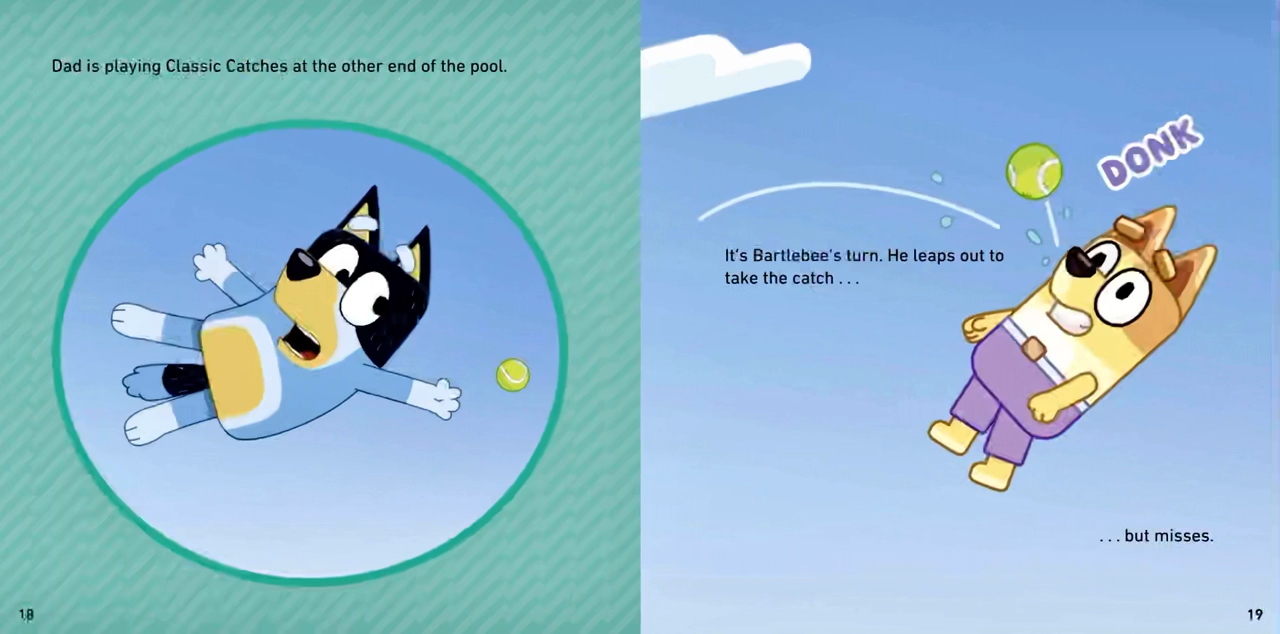 Dad is playing Classic Catches at the other end of the pool.
DONK
It's Bartlebee's turn. He leaps out to
take the catch . . .
. . . but misses.
18
19